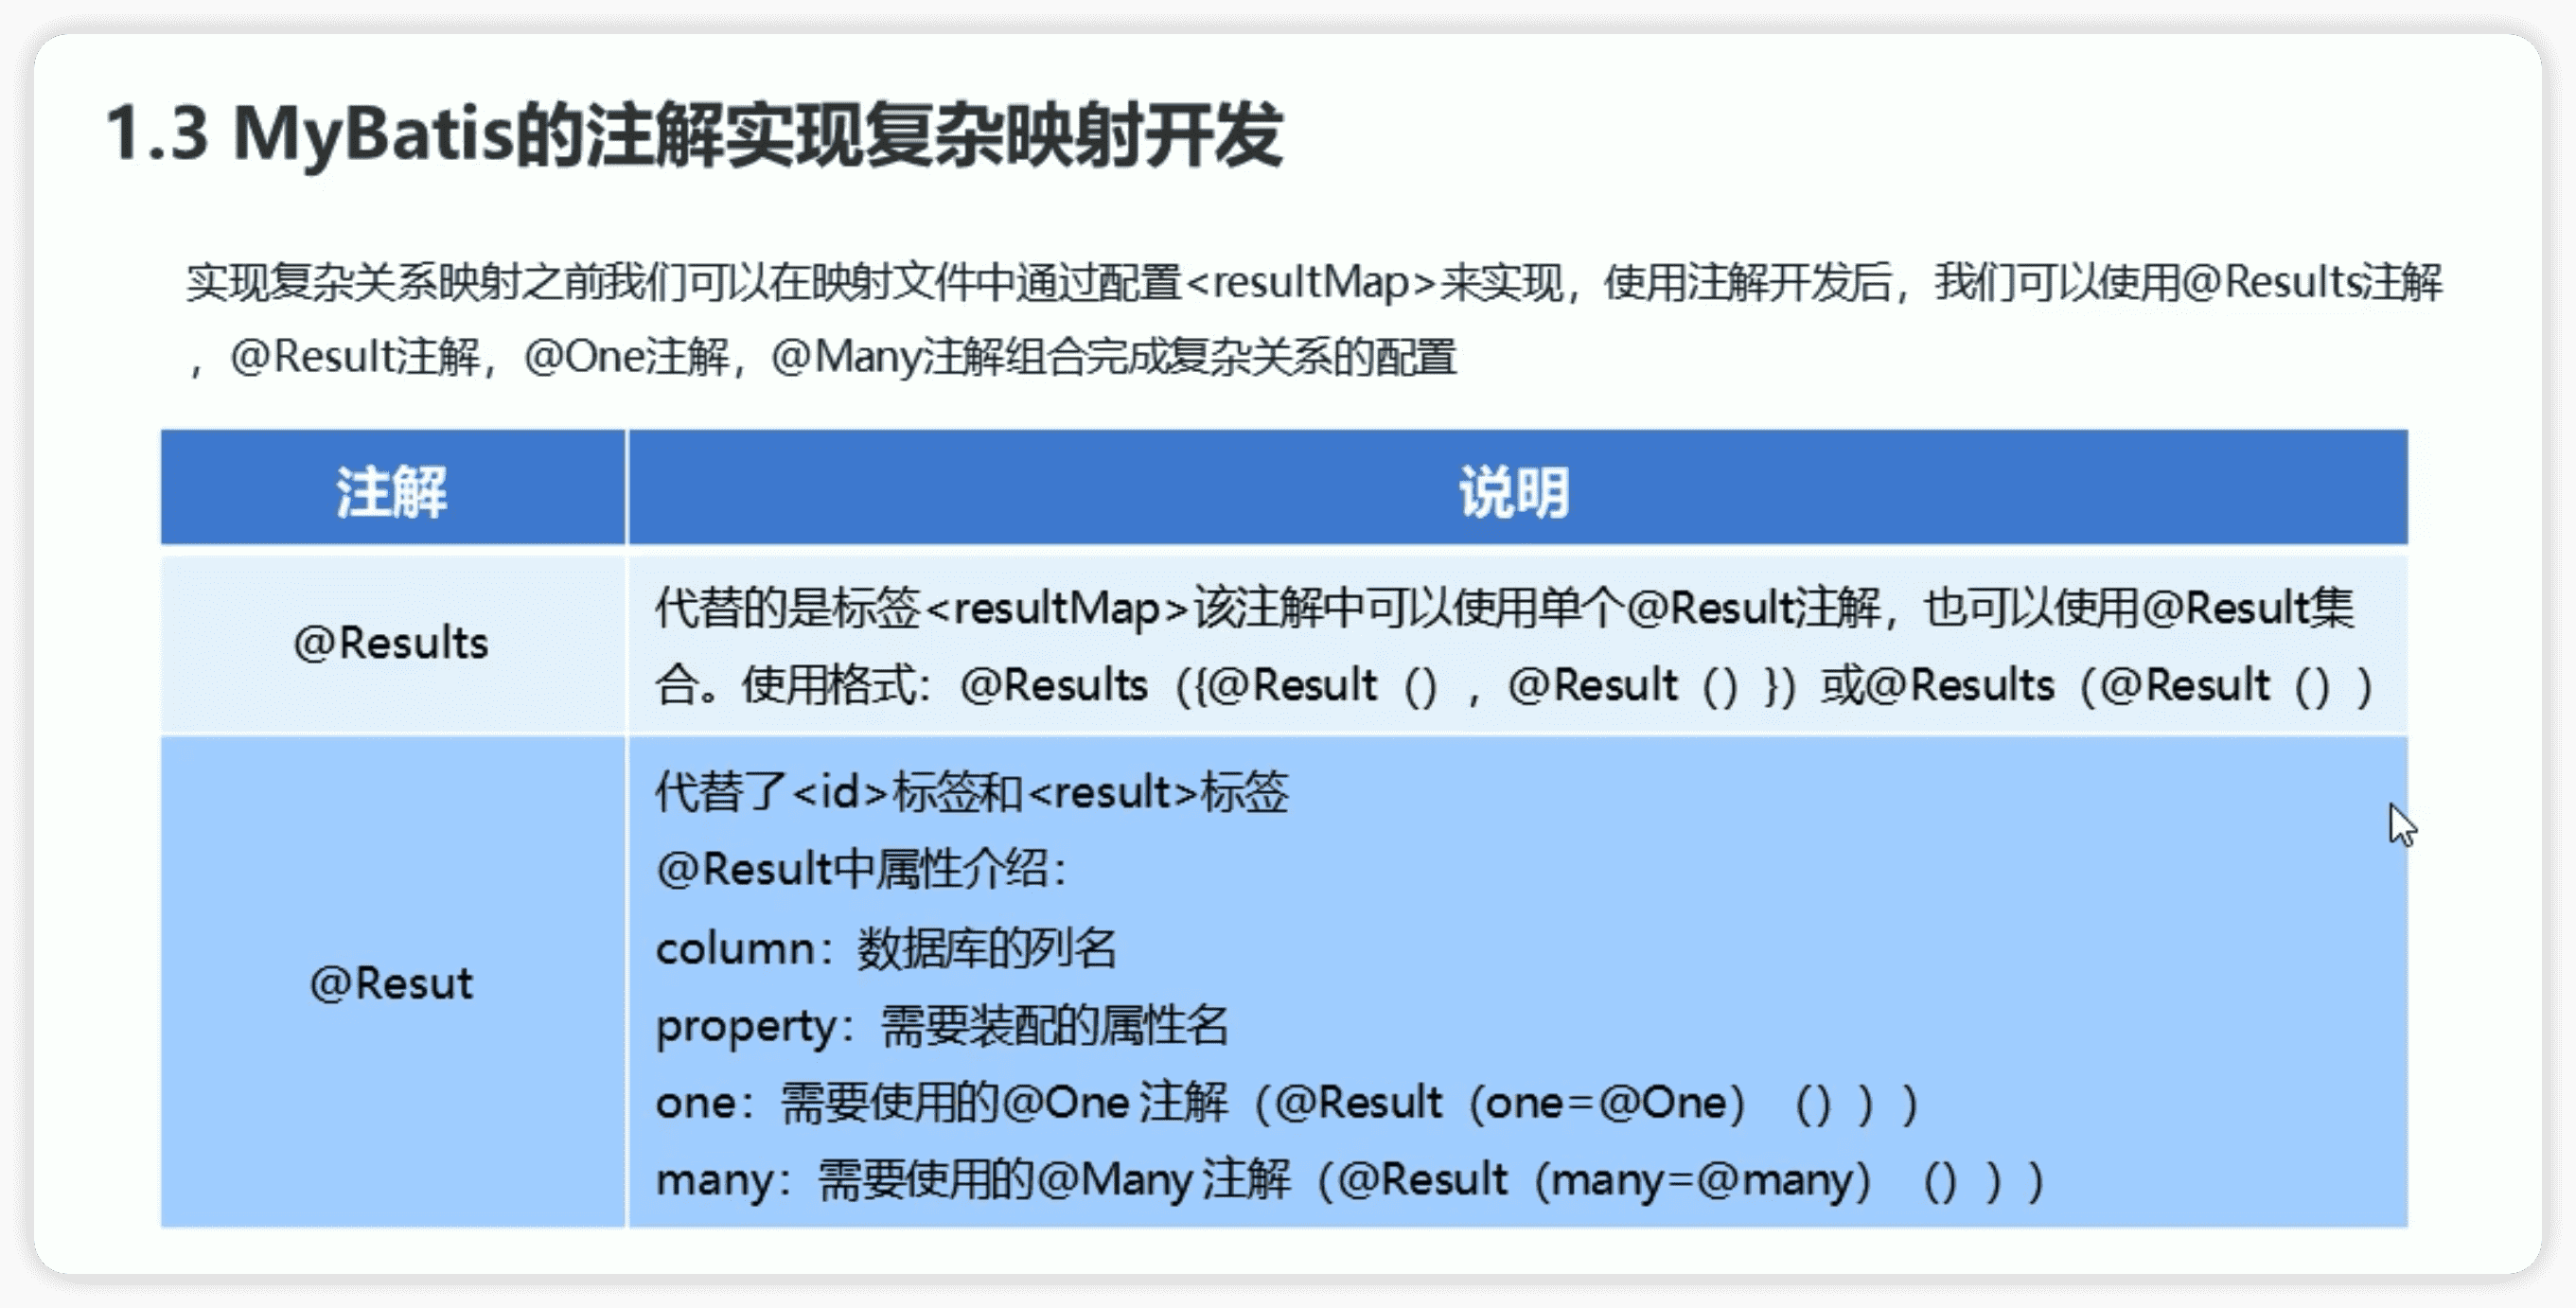 1.3 MyBatis的注解实现复杂映射开发
实现复杂关系映射之前我们可以在映射文件中通过配置<resultMap>来实现，使用注解开发后，我们可以使用@Results注解
，@Result注解，@One注解，@Many注解组合完成复杂关系的配置
注解
说明
@Results
代替的是标签<resultMap>该注解中可以使用单个@Result注解，也可以使用@Result集
合。使用格式：@Results（{@Result（），@Result（）}）或@Results（@Result（））
@Resut
代替了<id>标签和<result>标签
@Result中属性介绍：
column：数据库的列名
property：需要装配的属性名
one：需要使用的@One 注解（@Result（one=@One）（）））
many：需要使用的@Many 注解（@Result（many=@many）（）））